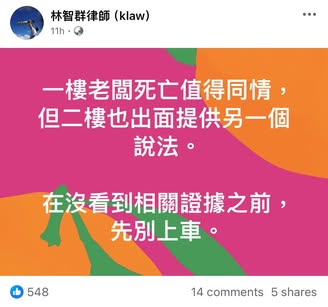 林智群律師 (klaw)
11h ·
一樓老闆死亡值得同情，
但二樓也出面提供另一個
說法。
在沒看到相關證據之前，
先別上車。
548
14 comments 5 shares